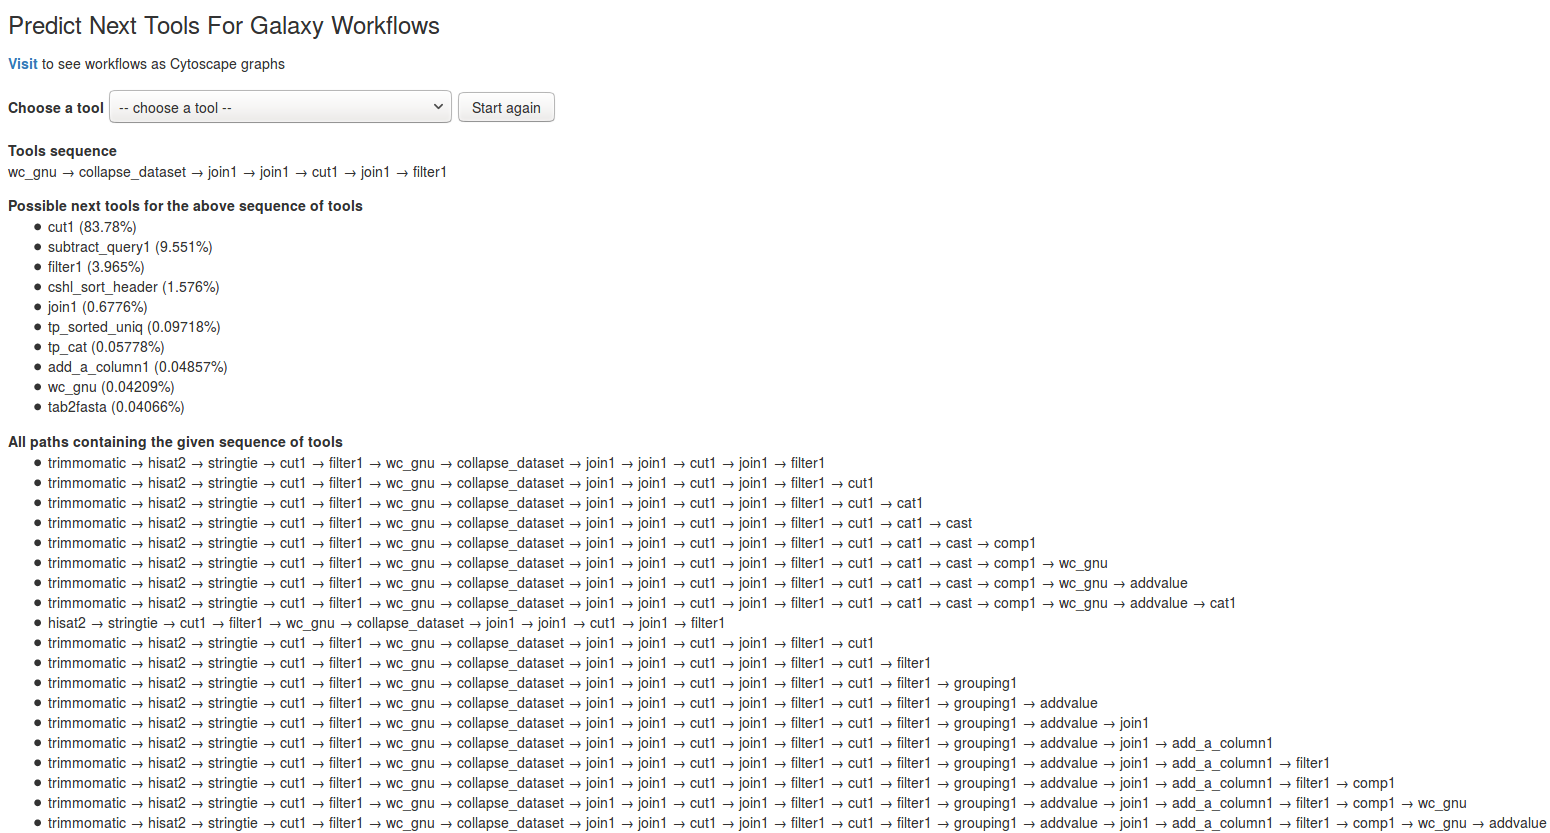 Predict Next Tools For Galaxy Workflows
Visit to see workflows as Cytoscape graphs
Choose a tool -- choose a tool -- Start again
Tools sequence
wc_gnu → collapse_dataset → join1 → join1 → cut1 → join1 → filter1
Possible next tools for the above sequence of tools
● cut1 (83.78%)
● subtract_query1 (9.551%)
● filter1 (3.965%)
● cshl_sort_header (1.576%)
● join1 (0.6776%)
● tp_sorted_uniq (0.09718%)
● tp_cat (0.05778%)
● add_a_column1 (0.04857%)
● wc_gnu (0.04209%)
● tab2fasta (0.04066%)
All paths containing the given sequence of tools
● trimmomatic → hisat2 → stringtie → cut1 → filter1 → wc_gnu → collapse_dataset → join1 → join1 → cut1 → join1 → filter1
● trimmomatic → hisat2 → stringtie → cut1 → filter1 → wc_gnu → collapse_dataset → join1 → join1 → cut1 → join1 → filter1 → cut1
● trimmomatic → hisat2 → stringtie → cut1 → filter1 → wc_gnu → collapse_dataset → join1 → join1 → cut1 → join1 → filter1 → cut1 → cat1
● trimmomatic → hisat2 → stringtie → cut1 → filter1 → wc_gnu → collapse_dataset → join1 → join1 → cut1 → join1 → filter1 → cut1 → cat1 → cast
● trimmomatic → hisat2 → stringtie → cut1 → filter1 → wc_gnu → collapse_dataset → join1 → join1 → cut1 → join1 → filter1 → cut1 → cat1 → cast → comp1
● trimmomatic → hisat2 → stringtie → cut1 → filter1 → wc_gnu → collapse_dataset → join1 → join1 → cut1 → join1 → filter1 → cut1 → cat1 → cast → comp1 → wc_gnu
● trimmomatic → hisat2 → stringtie → cut1 → filter1 → wc_gnu → collapse_dataset → join1 → join1 → cut1 → join1 → filter1 → cut1 → cat1 → cast → comp1 → wc_gnu → addvalue
● trimmomatic → hisat2 → stringtie → cut1 → filter1 → wc_gnu → collapse_dataset → join1 → join1 → cut1 → join1 → filter1 → cut1 → cat1 → cast → comp1 → wc_gnu → addvalue → cat1
● hisat2 → stringtie → cut1 → filter1 → wc_gnu → collapse_dataset → join1 → join1 → cut1 → join1 → filter1
● trimmomatic → hisat2 → stringtie → cut1 → filter1 → wc_gnu → collapse_dataset → join1 → join1 → cut1 → join1 → filter1 → cut1
● trimmomatic → hisat2 → stringtie → cut1 → filter1 → wc_gnu → collapse_dataset → join1 → join1 → cut1 → join1 → filter1 → cut1 → filter1
● trimmomatic → hisat2 → stringtie → cut1 → filter1 → wc_gnu → collapse_dataset → join1 → join1 → cut1 → join1 → filter1 → cut1 → filter1 → grouping1
● trimmomatic → hisat2 → stringtie → cut1 → filter1 → wc_gnu → collapse_dataset → join1 → join1 → cut1 → join1 → filter1 → cut1 → filter1 → grouping1 → addvalue
● trimmomatic → hisat2 → stringtie → cut1 → filter1 → wc_gnu → collapse_dataset → join1 → join1 → cut1 → join1 → filter1 → cut1 → filter1 → grouping1 → addvalue → join1
● trimmomatic → hisat2 → stringtie → cut1 → filter1 → wc_gnu → collapse_dataset → join1 → join1 → cut1 → join1 → filter1 → cut1 → filter1 → grouping1 → addvalue → join1 → add_a_column1
● trimmomatic → hisat2 → stringtie → cut1 → filter1 → wc_gnu → collapse_dataset → join1 → join1 → cut1 → join1 → filter1 → cut1 → filter1 → grouping1 → addvalue → join1 → add_a_column1 → filter1
● trimmomatic → hisat2 → stringtie → cut1 → filter1 → wc_gnu → collapse_dataset → join1 → join1 → cut1 → join1 → filter1 → cut1 → filter1 → grouping1 → addvalue → join1 → add_a_column1 → filter1 → comp1
● trimmomatic → hisat2 → stringtie → cut1 → filter1 → wc_gnu → collapse_dataset → join1 → join1 → cut1 → join1 → filter1 → cut1 → filter1 → grouping1 → addvalue → join1 → add_a_column1 → filter1 → comp1 → wc_gnu
● trimmomatic → hisat2 → stringtie → cut1 → filter1 → wc_gnu → collapse_dataset → join1 → join1 → cut1 → join1 → filter1 → cut1 → filter1 → grouping1 → addvalue → join1 → add_a_column1 → filter1 → comp1 → wc_gnu → addvalue